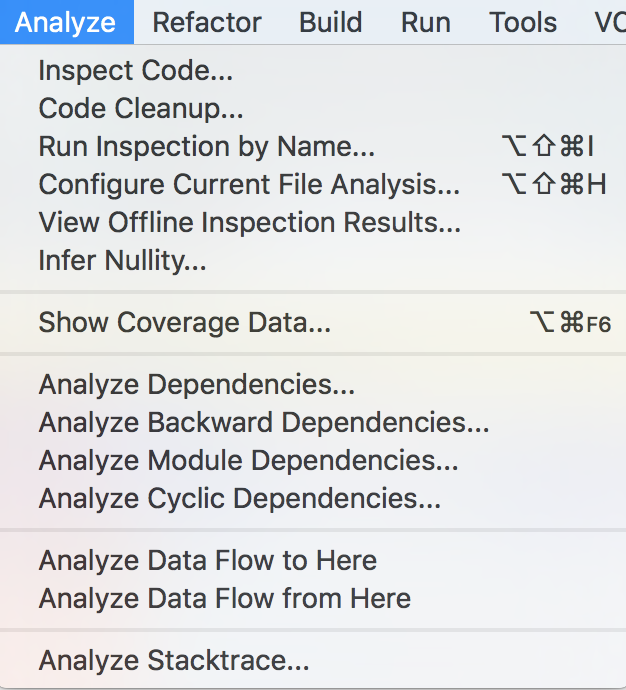 Analyze Refactor Build Run Tools VC
Inspect Code...
Code Cleanup...
Run Inspection by Name... ⌥⇧⌘I
Configure Current File Analysis... ⌥⇧⌘H
View Offline Inspection Results...
Infer Nullity...
Show Coverage Data... ⌥⌘F6
Analyze Dependencies...
Analyze Backward Dependencies...
Analyze Module Dependencies...
Analyze Cyclic Dependencies...
Analyze Data Flow to Here
Analyze Data Flow from Here
Analyze Stacktrace...